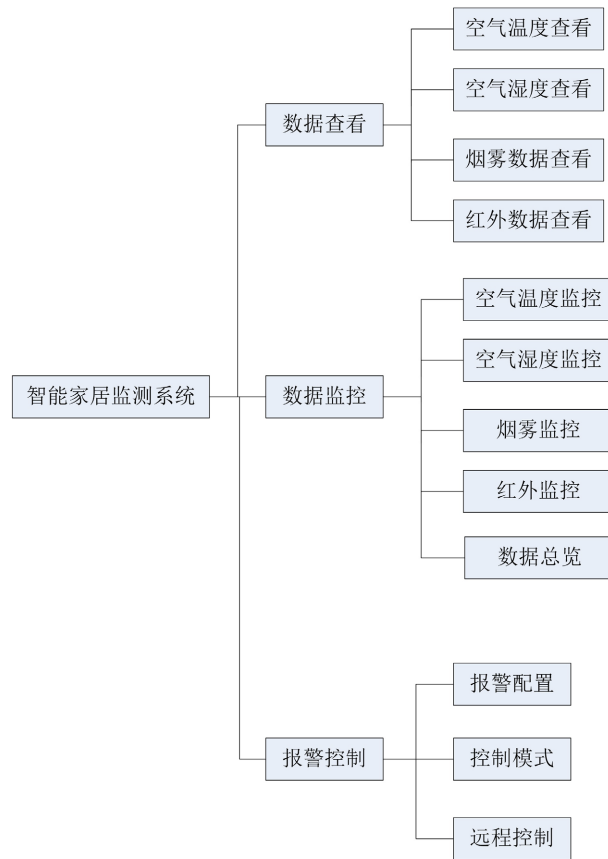 智能家居监测系统
数据查看
空气温度查看
空气湿度查看
烟雾数据查看
红外数据查看
数据监控
空气温度监控
空气湿度监控
烟雾监控
红外监控
数据总览
报警控制
报警配置
控制模式
远程控制